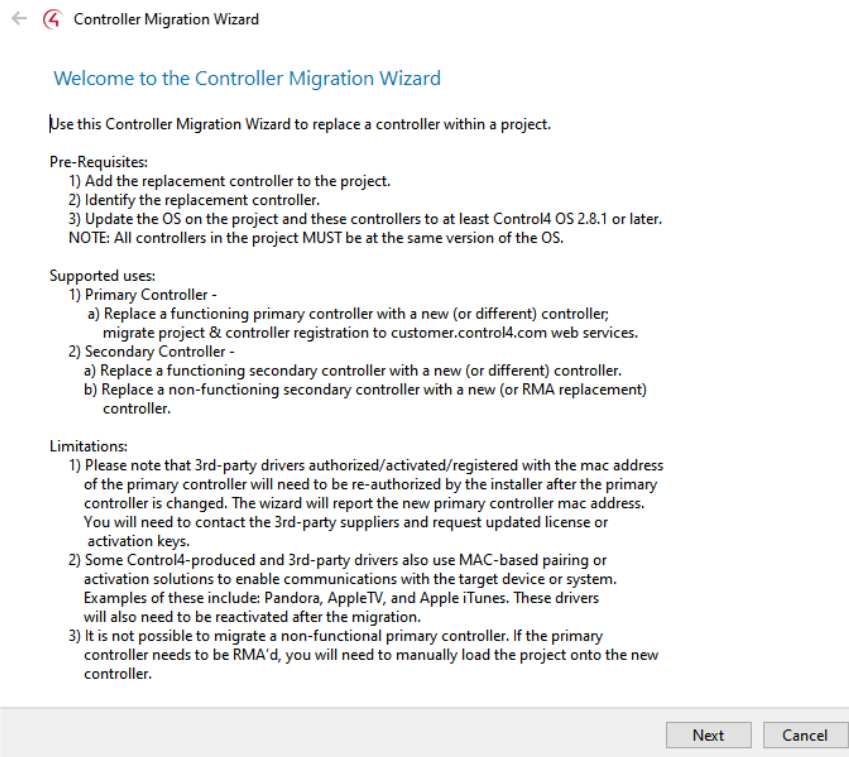 Controller Migration Wizard
Welcome to the Controller Migration Wizard
Use this Controller Migration Wizard to replace a controller within a project.
Pre-Requisites:
1) Add the replacement controller to the project.
2) Identify the replacement controller.
3) Update the OS on the project and these controllers to at least Control4 OS 2.8.1 or later.
NOTE: All controllers in the project MUST be at the same version of the OS.
Supported uses:
1) Primary Controller -
a) Replace a functioning primary controller with a new (or different) controller;
migrate project & controller registration to customer.control4.com web services.
2) Secondary Controller -
a) Replace a functioning secondary controller with a new (or different) controller.
b) Replace a non-functioning secondary controller with a new (or RMA replacement)
controller.
Limitations:
1) Please note that 3rd-party drivers authorized/activated/registered with the mac address
of the primary controller will need to be re-authorized by the installer after the primary
controller is changed. The wizard will report the new primary controller mac address.
You will need to contact the 3rd-party suppliers and request updated license or
activation keys.
2) Some Control4-produced and 3rd-party drivers also use MAC-based pairing or
activation solutions to enable communications with the target device or system.
Examples of these include: Pandora, AppleTV, and Apple iTunes. These drivers
will also need to be reactivated after the migration.
3) It is not possible to migrate a non-functional primary controller. If the primary
controller needs to be RMA'd, you will need to manually load the project onto the new
controller.
Next
Cancel